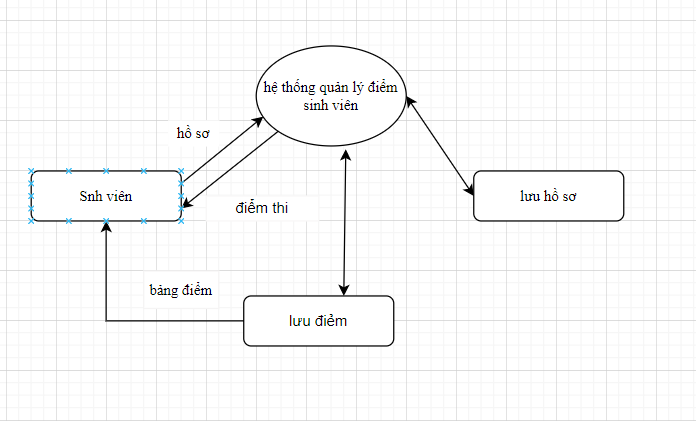 hệ thống quản lý điểm
sinh viên
hồ sơ
Snh viên
lưu hồ sơ
điểm thi
bảng điểm
lưu điểm